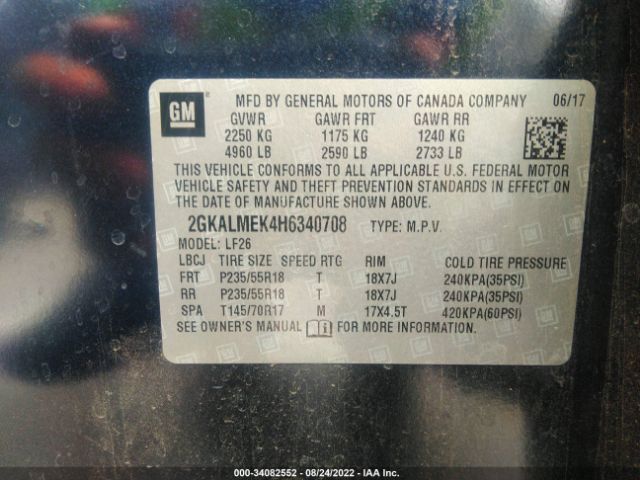 GM MFD BY GENERAL MOTORS OF CANADA COMPANY 06/17
GVWR GAWR FRT GAWR RR
2250 KG 1175 KG 1240 KG
4960 LB 2590 LB 2733 LB
THIS VEHICLE CONFORMS TO ALL APPLICABLE U.S. FEDERAL MOTOR
VEHICLE SAFETY AND THEFT PREVENTION STANDARDS IN EFFECT ON
THE DATE OF MANUFACTURE SHOWN ABOVE.
2GKALMEK4H6340708 TYPE: M.P.V.
MODEL: LF26
LBCJ TIRE SIZE SPEED RTG RIM COLD TIRE PRESSURE
FRT P235/55R18 T 18X7J 240KPA(35PSI)
RR P235/55R18 T 18X7J 240KPA(35PSI)
SPA T145/70R17 M 17X4.5T 420KPA(60PSI)
SEE OWNER'S MANUAL FOR MORE INFORMATION.
000-34082552 - 08/24/2022 - IAA Inc.